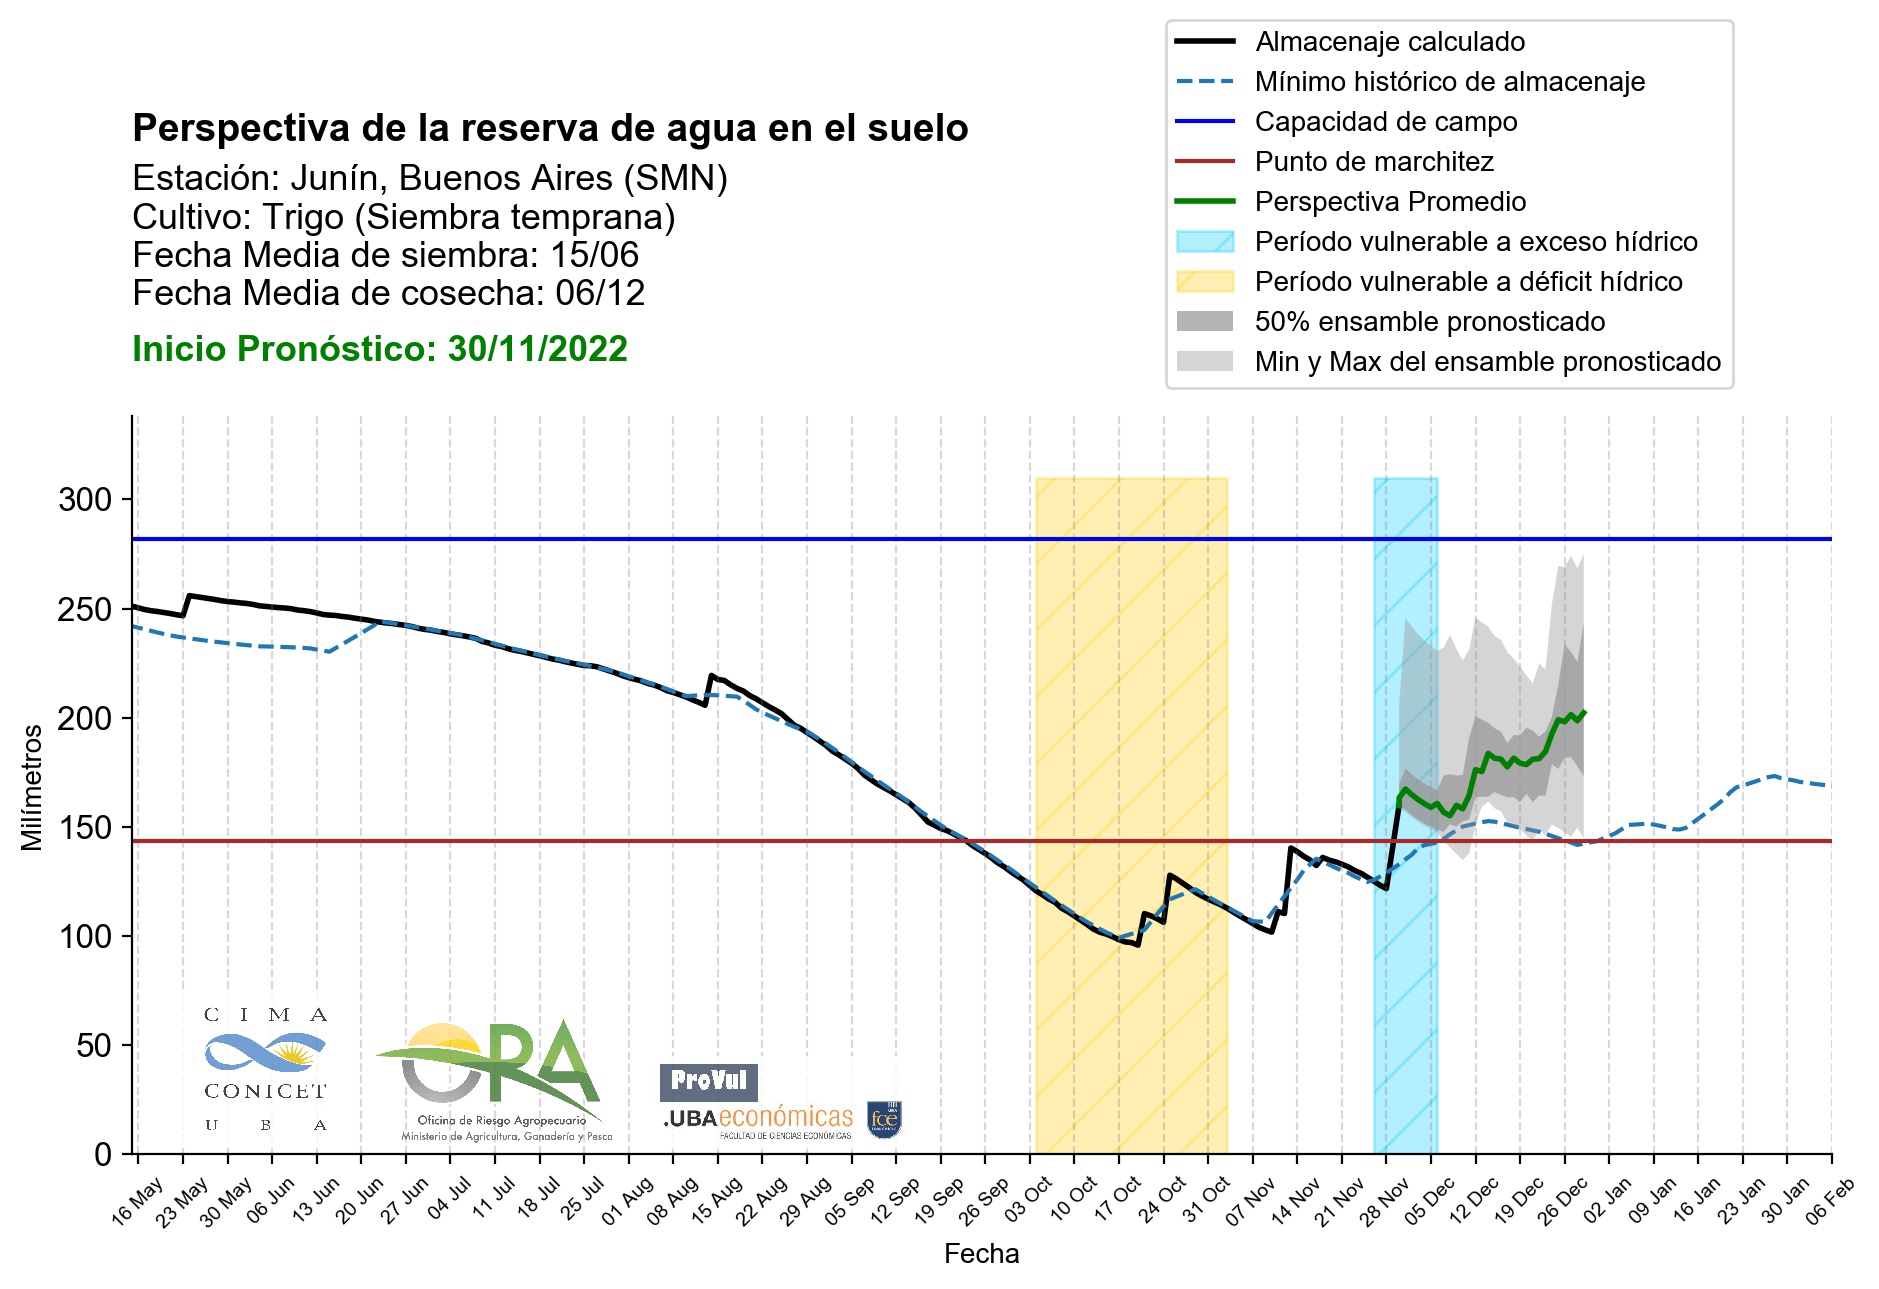 Almacenaje calculado
Mínimo histórico de almacenaje
Capacidad de campo
Punto de marchitez
Perspectiva Promedio
Período vulnerable a exceso hídrico
Período vulnerable a déficit hídrico
50% ensamble pronosticado
Min y Max del ensamble pronosticado
Perspectiva de la reserva de agua en el suelo
Estación: Junín, Buenos Aires (SMN)
Cultivo: Trigo (Siembra temprana)
Fecha Media de siembra: 15/06
Fecha Media de cosecha: 06/12
Inicio Pronóstico: 30/11/2022
300
250
200
150
100
50
0
Milímetros
C I M A
CONICET
U B A
ORA
Oficina de Riesgo Agropecuario
Ministerio de Agricultura, Ganadería y Pesca
ProVul
.UBAeconómicas
FACULTAD DE CIENCIAS ECONÓMICAS
fce
16 May
23 May
30 May
06 Jun
13 Jun
20 Jun
27 Jun
04 Jul
11 Jul
18 Jul
25 Jul
01 Aug
08 Aug
15 Aug
22 Aug
29 Aug
05 Sep
12 Sep
19 Sep
26 Sep
03 Oct
10 Oct
17 Oct
24 Oct
31 Oct
07 Nov
14 Nov
21 Nov
28 Nov
05 Dec
12 Dec
19 Dec
26 Dec
02 Jan
09 Jan
16 Jan
23 Jan
30 Jan
06 Feb
Fecha